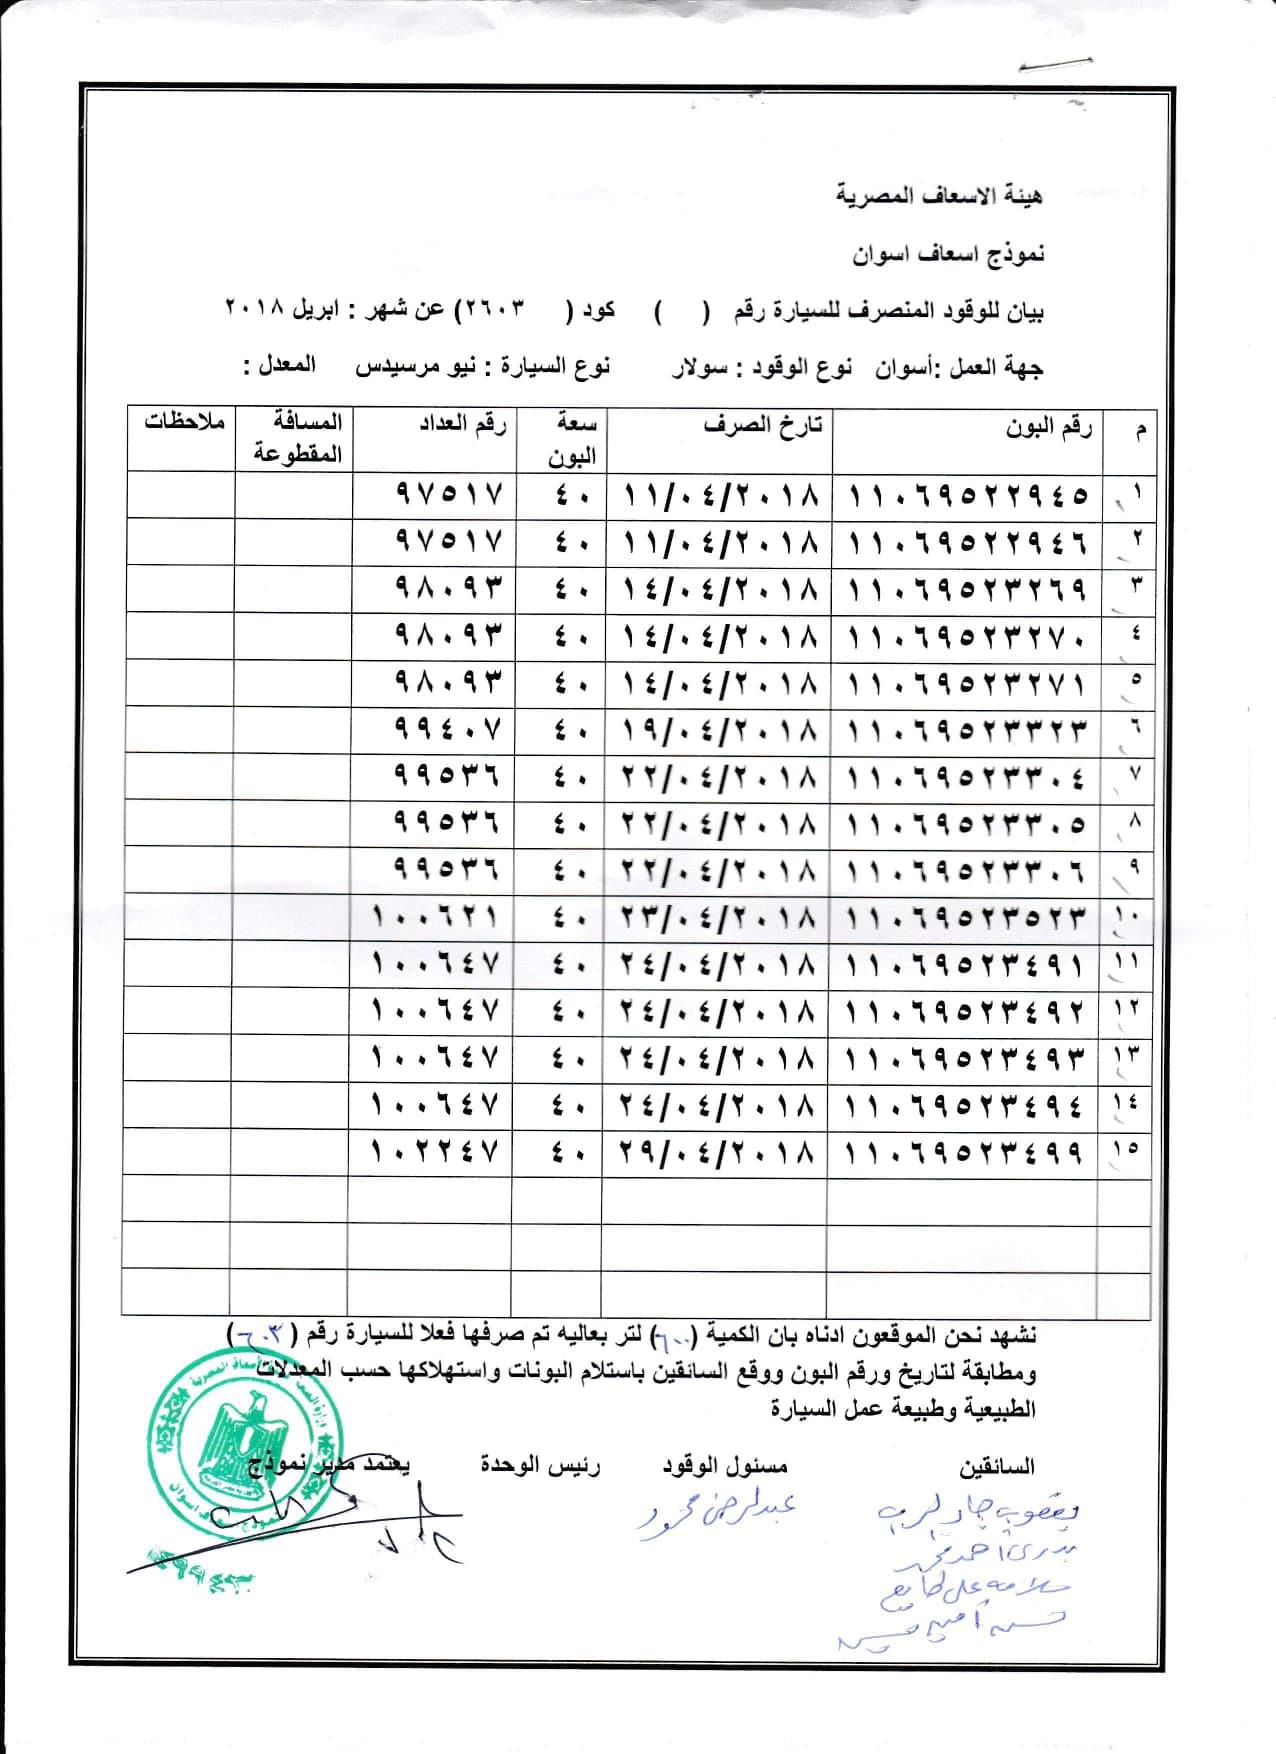 هيئة الاسعاف المصرية
نموذج اسعاف اسوان
بيان للوقود المنصرف للسيارة رقم ( ) كود ( ٢٦٠٣) عن شهر : ابريل ٢٠١٨
جهة العمل :أسوان نوع الوقود : سولار نوع السيارة : نيو مرسيدس المعدل :
م رقم البون تارخ الصرف سعة البون رقم العداد المسافة المقطوعة ملاحظات
١ ١١٠٦٩٥٢٢٩٤٥ ١١/٠٤/٢٠١٨ ٤٠ ٩٧٥١٧
٢ ١١٠٦٩٥٢٢٩٤٦ ١١/٠٤/٢٠١٨ ٤٠ ٩٧٥١٧
٣ ١١٠٦٩٥٢٣٢٦٩ ١٤/٠٤/٢٠١٨ ٤٠ ٩٨٠٩٣
٤ ١١٠٦٩٥٢٣٢٧٠ ١٤/٠٤/٢٠١٨ ٤٠ ٩٨٠٩٣
٥ ١١٠٦٩٥٢٣٢٧١ ١٤/٠٤/٢٠١٨ ٤٠ ٩٨٠٩٣
٦ ١١٠٦٩٥٢٣٣٢٣ ١٩/٠٤/٢٠١٨ ٤٠ ٩٩٤٠٧
٧ ١١٠٦٩٥٢٣٣٠٤ ٢٢/٠٤/٢٠١٨ ٤٠ ٩٩٥٣٦
٨ ١١٠٦٩٥٢٣٣٠٥ ٢٢/٠٤/٢٠١٨ ٤٠ ٩٩٥٣٦
٩ ١١٠٦٩٥٢٣٣٠٦ ٢٢/٠٤/٢٠١٨ ٤٠ ٩٩٥٣٦
١٠ ١١٠٦٩٥٢٣٥٢٣ ٢٣/٠٤/٢٠١٨ ٤٠ ١٠٠٦٢١
١١ ١١٠٦٩٥٢٣٤٩١ ٢٤/٠٤/٢٠١٨ ٤٠ ١٠٠٦٤٧
١٢ ١١٠٦٩٥٢٣٤٩٢ ٢٤/٠٤/٢٠١٨ ٤٠ ١٠٠٦٤٧
١٣ ١١٠٦٩٥٢٣٤٩٣ ٢٤/٠٤/٢٠١٨ ٤٠ ١٠٠٦٤٧
١٤ ١١٠٦٩٥٢٣٤٩٤ ٢٤/٠٤/٢٠١٨ ٤٠ ١٠٠٦٤٧
١٥ ١١٠٦٩٥٢٣٤٩٩ ٢٩/٠٤/٢٠١٨ ٤٠ ١٠٢٢٤٧
نشهد نحن الموقعون ادناه بان الكمية (٦٠٠) لتر بعاليه تم صرفها فعلا للسيارة رقم (٦٠٣)
ومطابقة لتاريخ ورقم البون ووقع السانقين باستلام البونات واستهلاكها حسب المعدلات
الطبيعية وطبيعة عمل السيارة
السانقين مسنول الوقود رنيس الوحدة يعتمد مدير نموذج
يعقوب جاد الرب عبدالرحمن محمود
بدري احمد محمد
سلامه علي